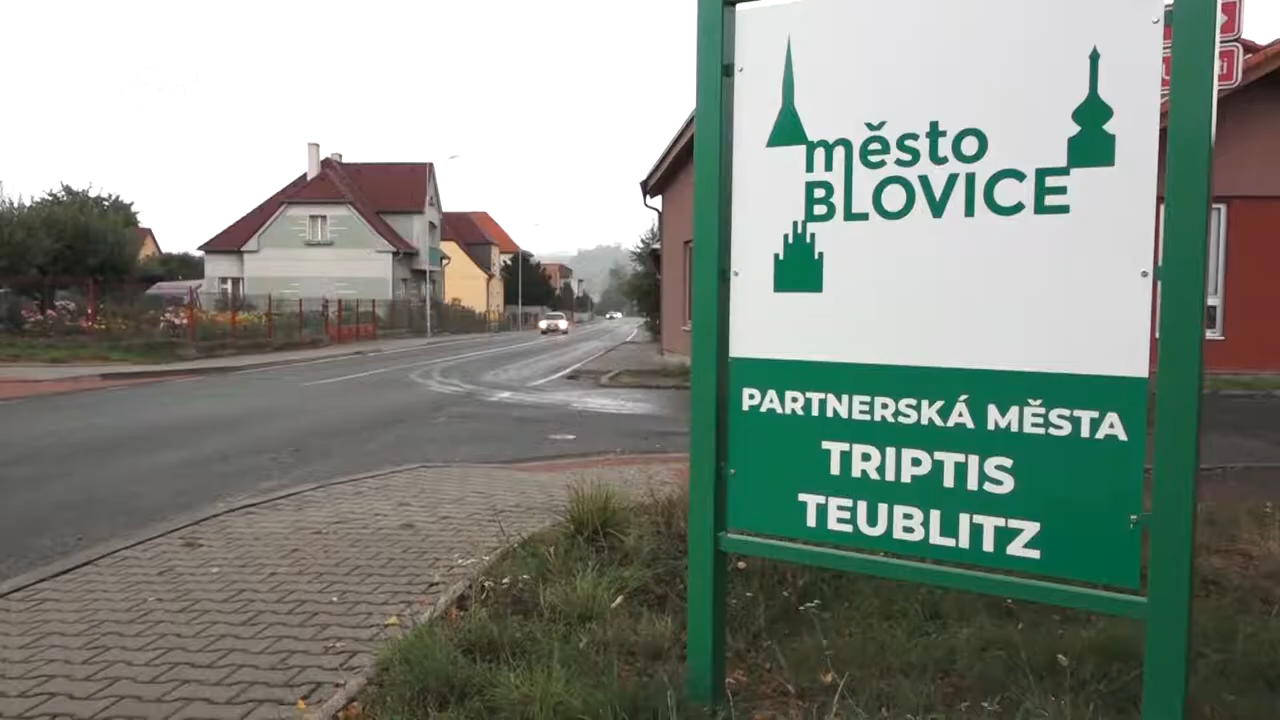 město
BLOVICE
PARTNERSKÁ MĚSTA
TRIPTIS
TEUBLITZ